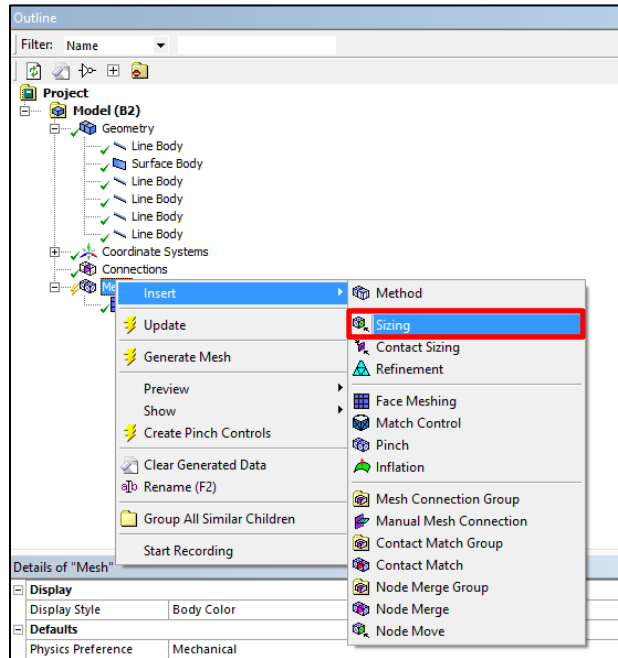 Outline
Filter: Name
Project
Model (B2)
Geometry
Line Body
Surface Body
Line Body
Line Body
Line Body
Line Body
Coordinate Systems
Connections
Insert
Update
Generate Mesh
Preview
Show
Create Pinch Controls
Clear Generated Data
Rename (F2)
Group All Similar Children
Start Recording
Method
Sizing
Contact Sizing
Refinement
Face Meshing
Match Control
Pinch
Inflation
Mesh Connection Group
Manual Mesh Connection
Contact Match Group
Contact Match
Node Merge Group
Node Merge
Node Move
Details of "Mesh"
Display
Display Style Body Color
Defaults
Physics Preference Mechanical